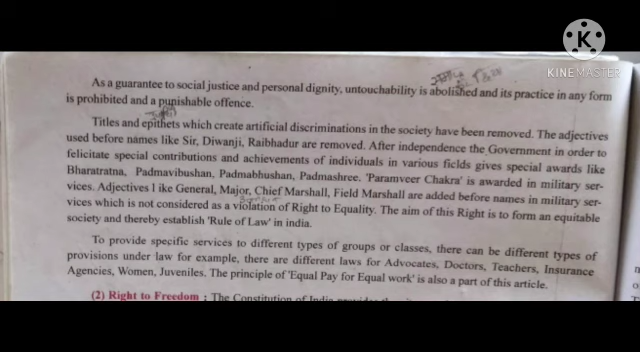 KINEMASTER
As a guarantee to social justice and personal dignity, untouchability is abolished and its practice in any form
is prohibited and a punishable offence.
Titles and epithets which create artificial discriminations in the society have been removed. The adjectives
used before names like Sir, Diwanji, Raibhadur are removed. After independence the Government in order to
felicitate special contributions and achievements of individuals in various fields gives special awards like
Bharatratna, Padmavibushan, Padmabhushan, Padmashree. 'Paramveer Chakra' is awarded in military ser-
vices. Adjectives l ike General, Major, Chief Marshall, Field Marshall are added before names in military ser-
vices which is not considered as a violation of Right to Equality. The aim of this Right is to form an equitable
society and thereby establish 'Rule of Law' in india.
To provide specific services to different types of groups or classes, there can be different types of
provisions under law for example, there are different laws for Advocates, Doctors, Teachers, Insurance
Agencies, Women, Juveniles. The principle of 'Equal Pay for Equal work' is also a part of this article.
(2) Right to Freedom : The Constitution of India provides